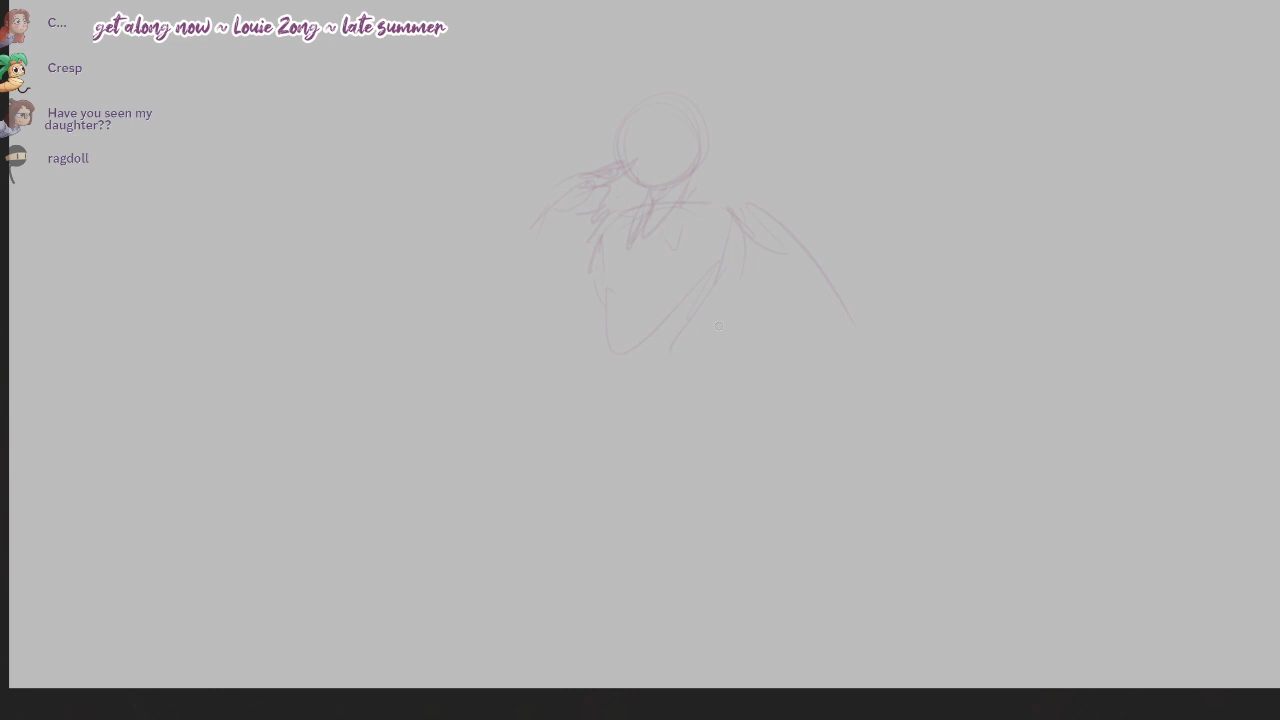 C...
get along now ~ Louie Zong ~ late summer
Cresp
Have you seen my
daughter??
ragdoll